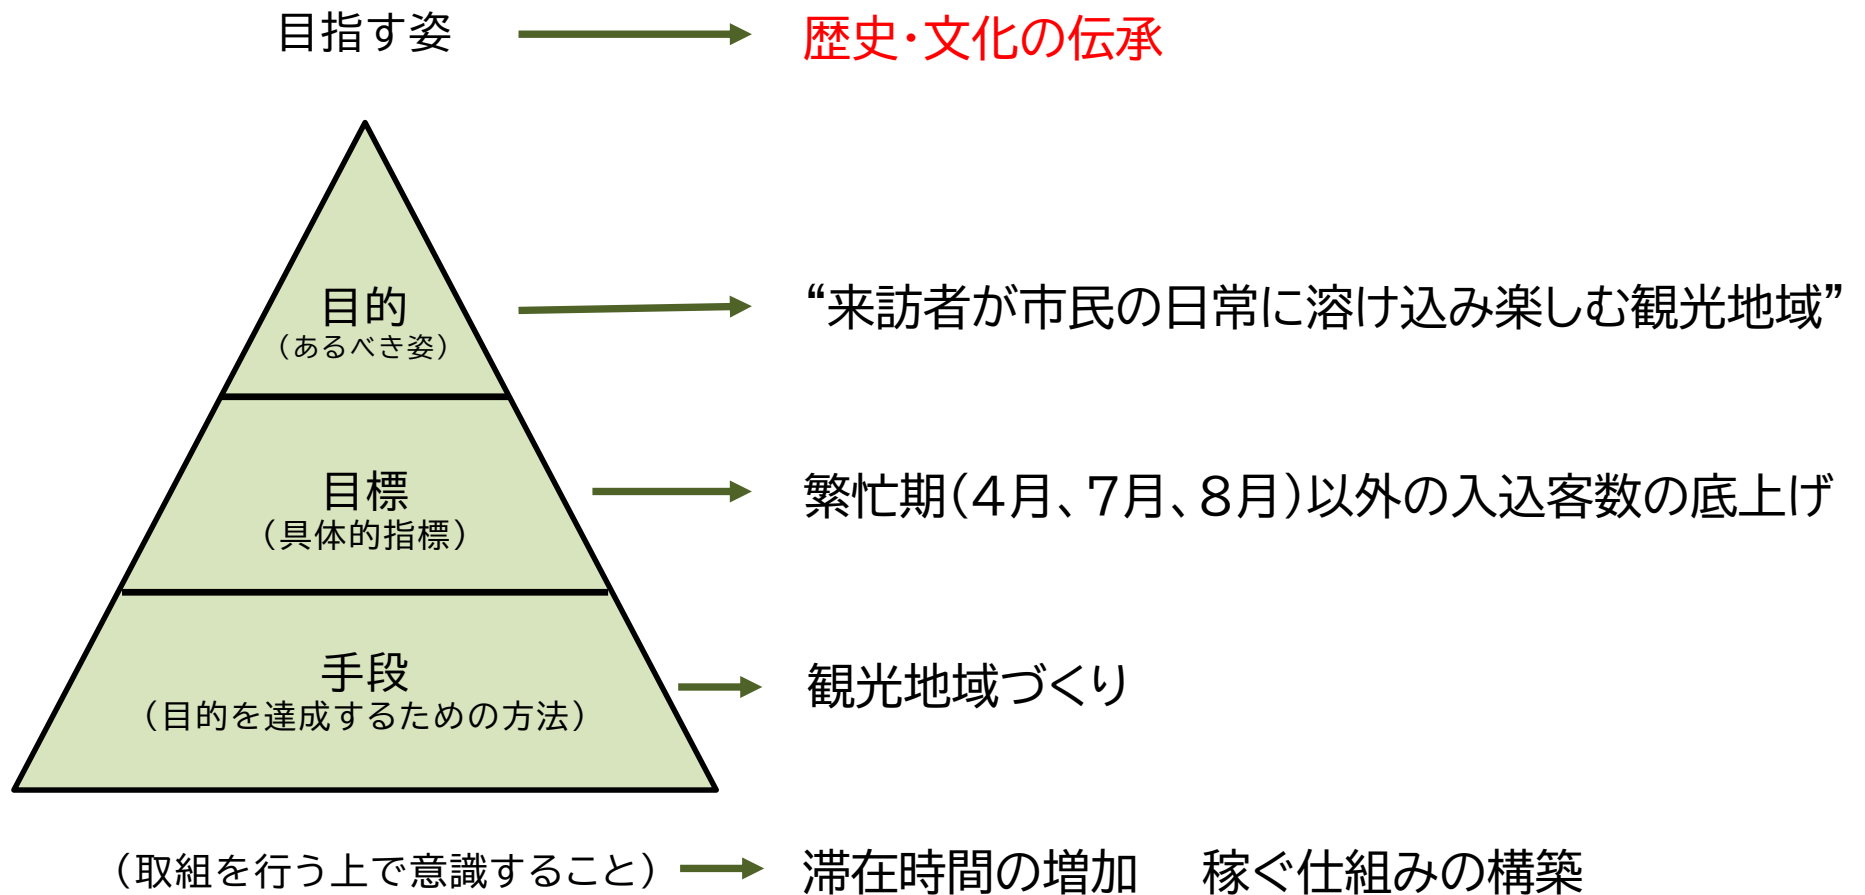 目指す姿
歴史・文化の伝承
目的
（あるべき姿）
“来訪者が市民の日常に溶け込み楽しむ観光地域”
目標
（具体的指標）
繁忙期（４月、７月、８月）以外の入込客数の底上げ
手段
（目的を達成するための方法）
観光地域づくり
（取組を行う上で意識すること）
滞在時間の増加　稼ぐ仕組みの構築